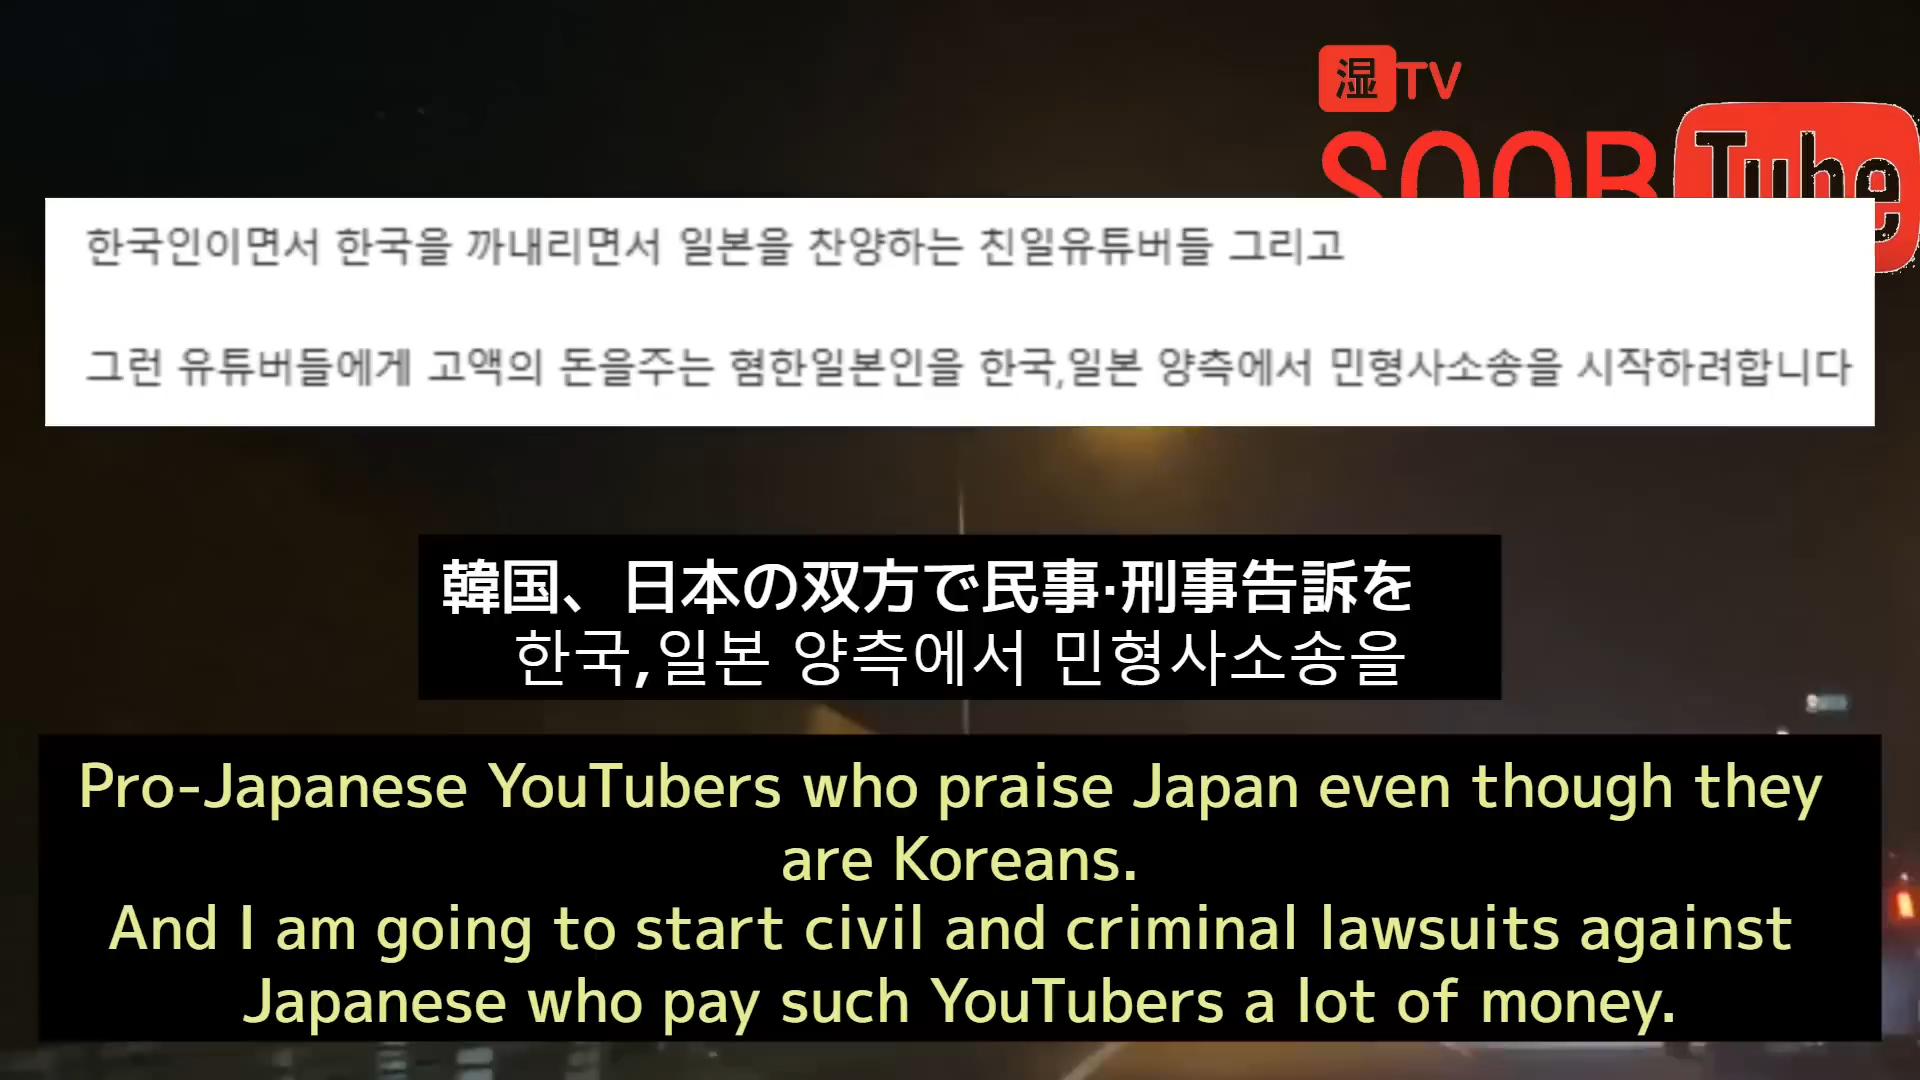 湿TV
SOOB Tube
한국인이면서 한국을 까내리면서 일본을 찬양하는 친일유튜버들 그리고
그런 유튜버들에게 고액의 돈을주는 혐한일본인을 한국,일본 양측에서 민형사소송을 시작하려합니다
韓国、日本の双方で民事·刑事告訴を
한국,일본 양측에서 민형사소송을
Pro-Japanese YouTubers who praise Japan even though they
are Koreans.
And I am going to start civil and criminal lawsuits against
Japanese who pay such YouTubers a lot of money.